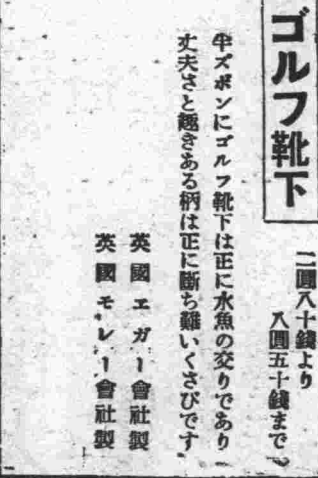 ゴルフ靴下
二圓八十錢より
八圓五十錢まで
半ズボンにゴルフ靴下は正に水魚の交りであり
丈夫さと趣きある柄は正に斷ち難いくさびです
英國エガー會社製
英國モレー會社製